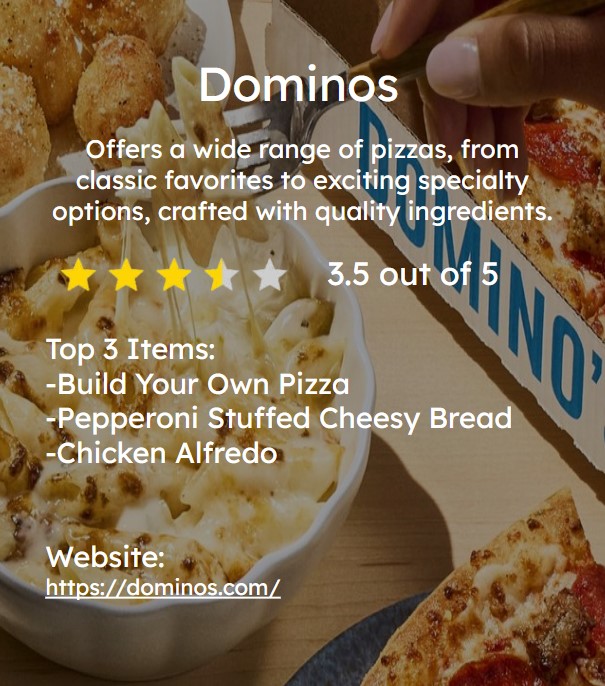 Dominos
Offers a wide range of pizzas, from
classic favorites to exciting specialty
options, crafted with quality ingredients.
3.5 out of 5
DOMINO'
Top 3 Items:
-Build Your Own Pizza
-Pepperoni Stuffed Cheesy Bread
-Chicken Alfredo
Website:
https://dominos.com/